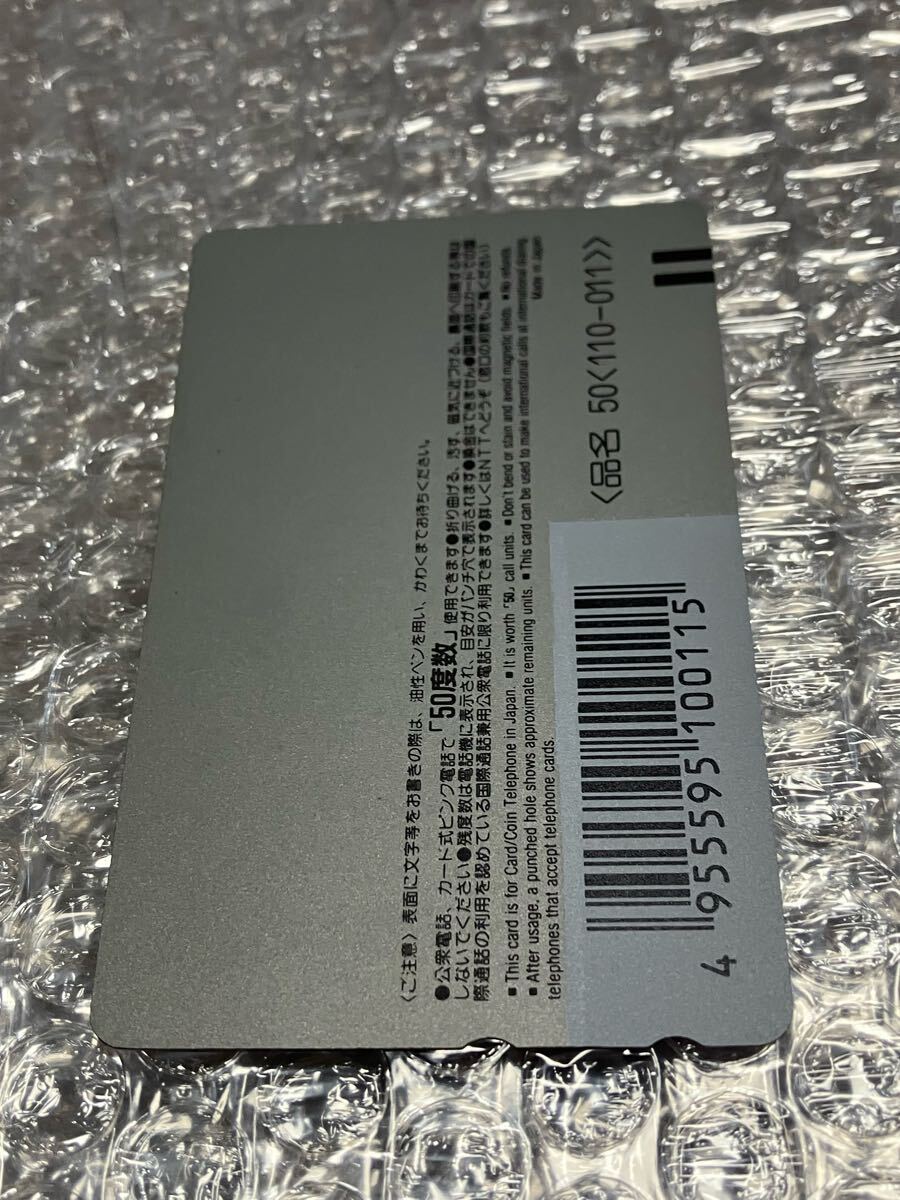 〈ご注意〉表面に文字等をお書きの際は、油性ペンを用い、かわくまでお待ちください。
●公衆電話、カード式ピンク電話で「50度数」使用できます●折り曲げる、汚す、磁気に近づける、裏面へ印刷する等は
しないでください●残度数は電話機に表示され、目安がパンチ穴で表示されます●換金はできません●国際通話はカードでの国
際通話の利用を認めている国際通話兼用公衆電話に限り利用できます●詳しくはNTTへどうぞ
■ This card is for Card/Coin Telephone in Japan. ■ It is worth「50」call units. ■ Don't bend or stain and avoid magnetic fields. ■ No refunds.
■ After usage, a punched hole shows approximate remaining units. ■ This card can be used to make international calls at international dialing
telephones that accept telephone cards.
Made in Japan
〈品名 50〈110-011〉〉
4 955595 100115